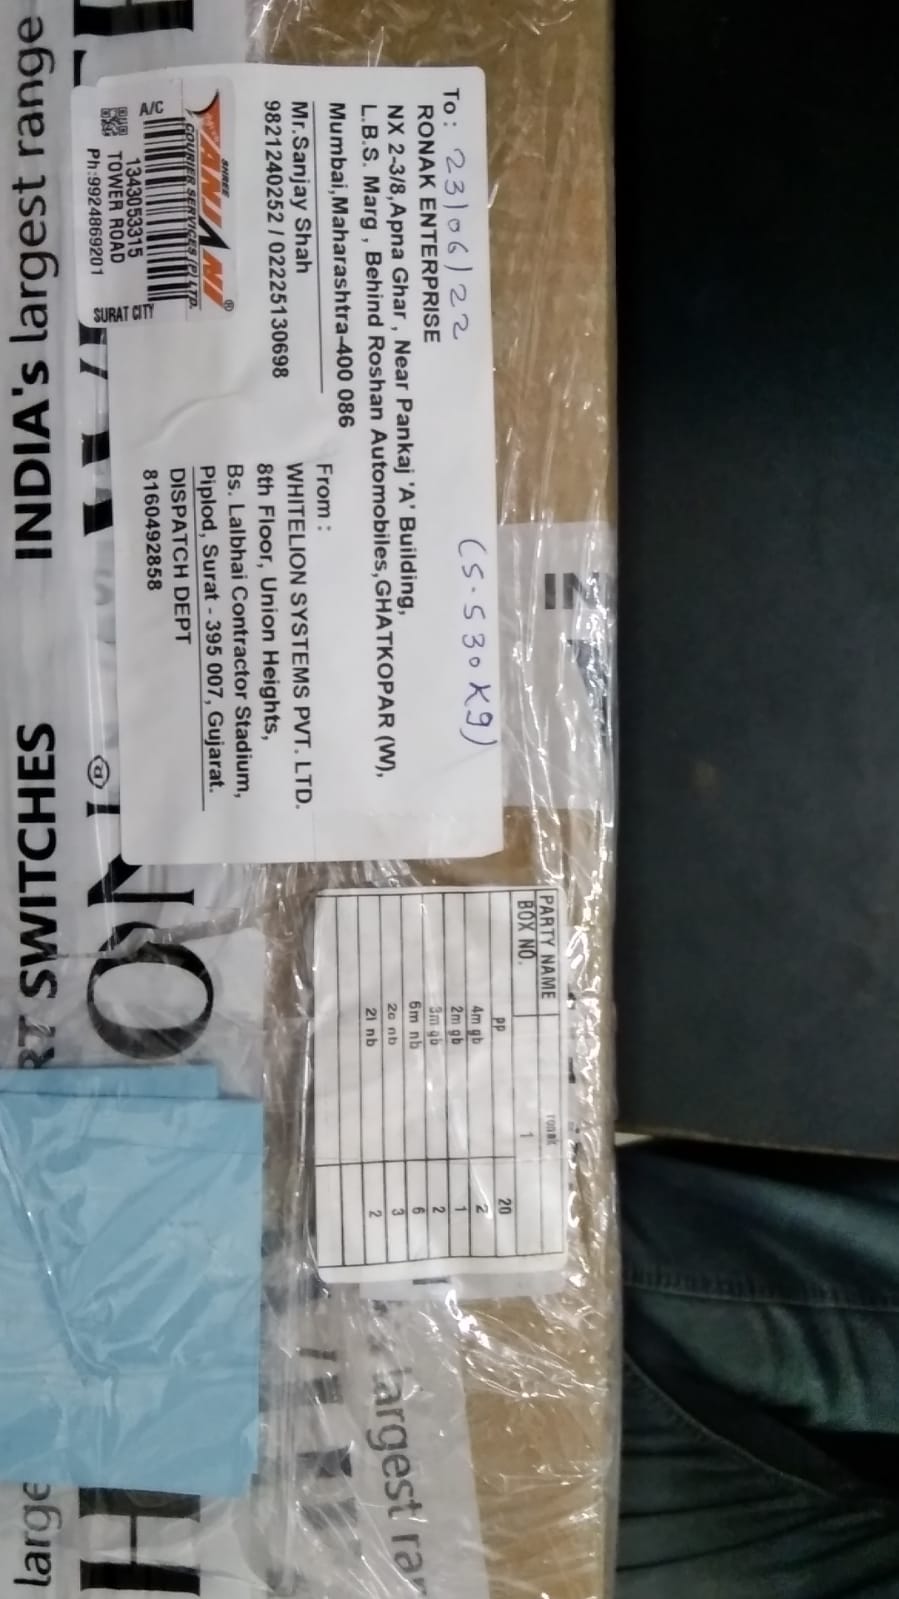 To: 23/06/22 (5.530 Kg)
RONAK ENTERPRISE
NX 2-3/8,Apna Ghar , Near Pankaj 'A' Building,
L.B.S. Marg , Behind Roshan Automobiles,GHATKOPAR (W),
Mumbai,Maharashtra-400 086
Mr.Sanjay Shah
9821240252 / 02225130698
From :
WHITELION SYSTEMS PVT. LTD.
8th Floor, Union Heights,
Bs. Lalbhai Contractor Stadium,
Piplod, Surat - 395 007, Gujarat.
DISPATCH DEPT
8160492858
SHREE
COURIER SERVICES (P) LTD.
A/C
1343053315
TOWER ROAD
Ph:9924869201
SURAT CITY
PARTY NAME ronak
BOX NO. 1
pp 20
4m gb 2
2m gb 1
3m gb 2
6m nb 6
2c nb 3
2l nb 2
INDIA's largest range
SWITCHES
largest
large